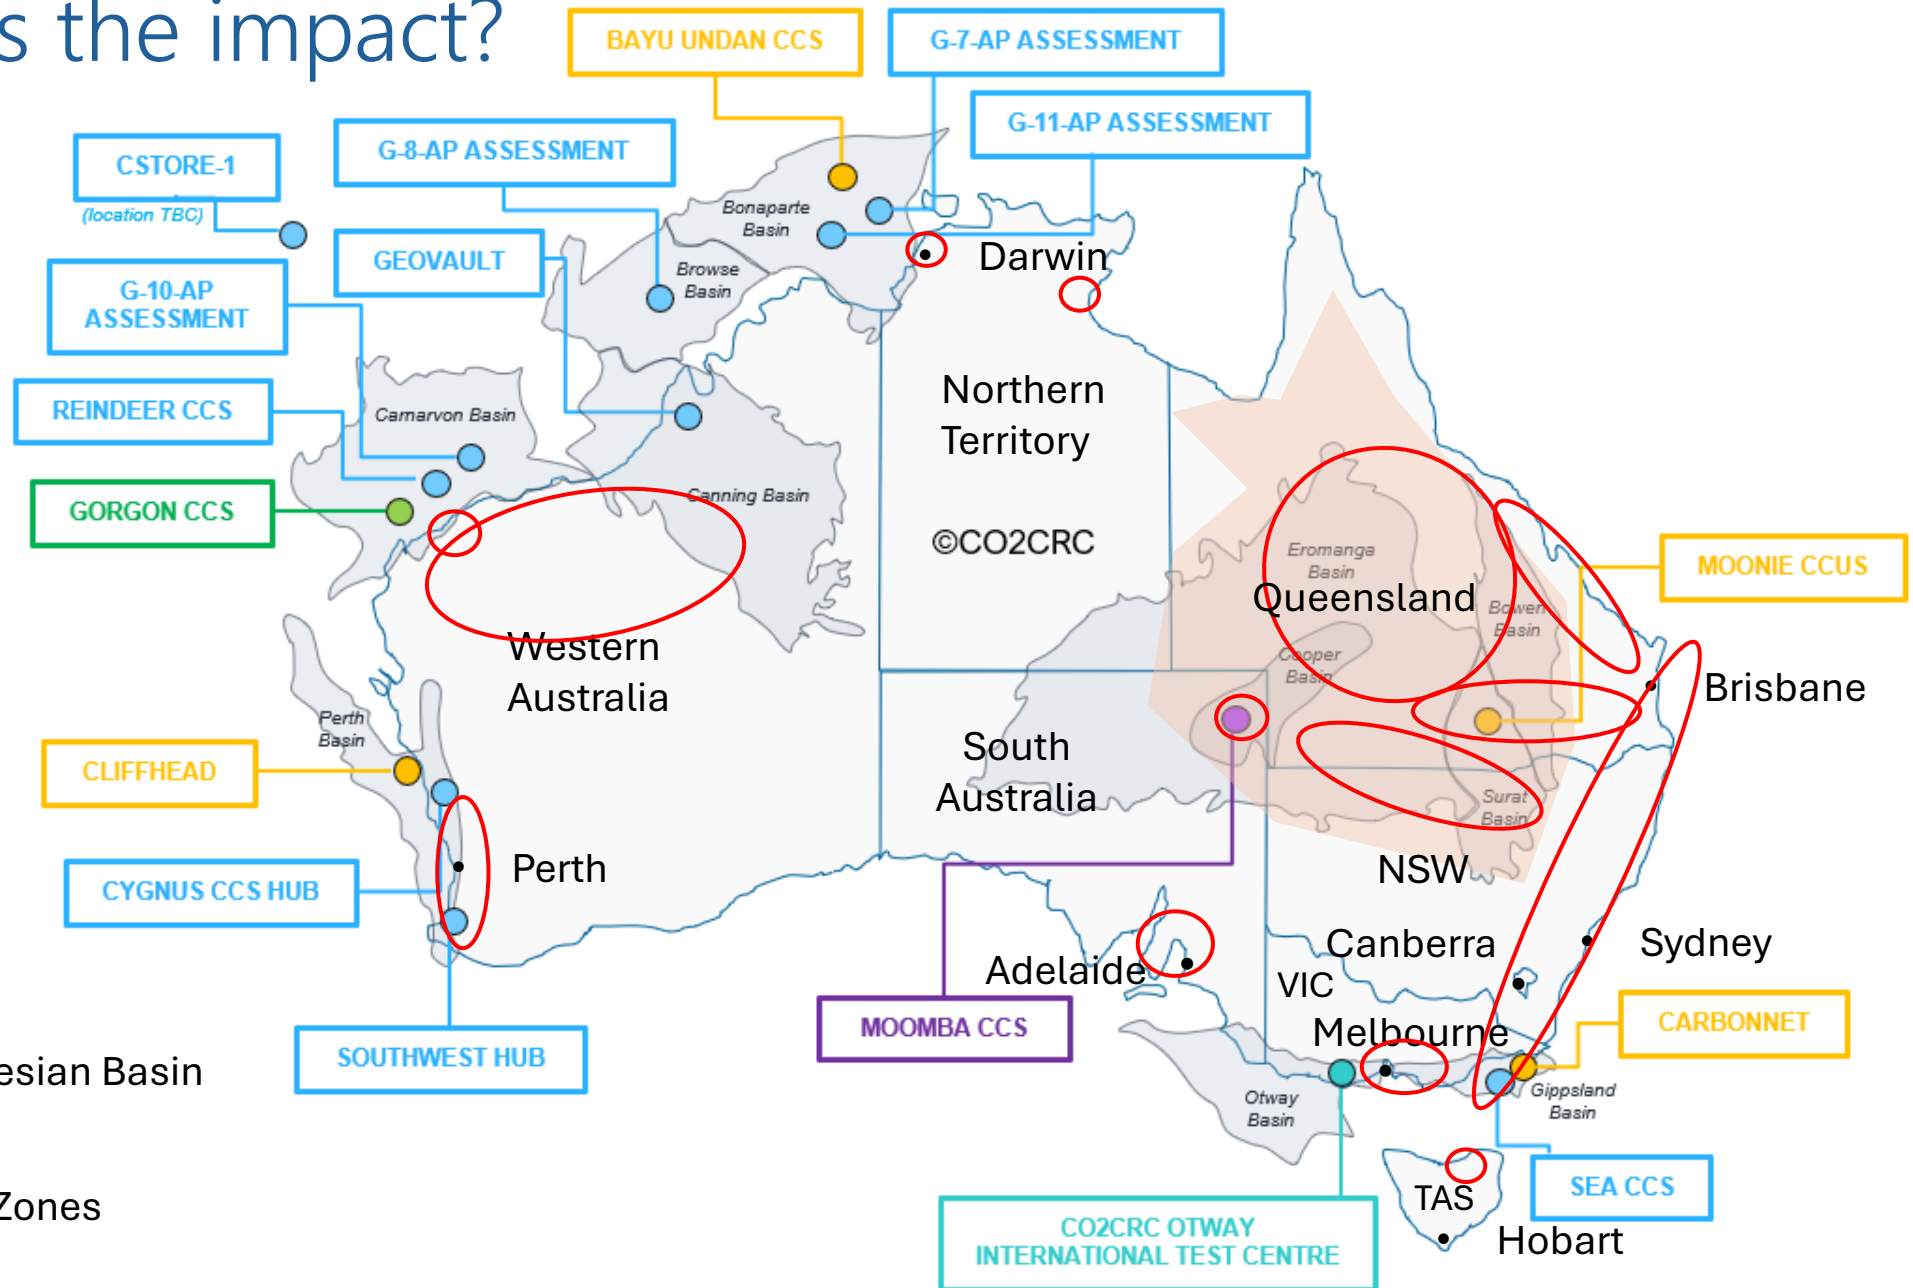 s the impact?
BAYU UNDAN CCS
G-7-AP ASSESSMENT
G-11-AP ASSESSMENT
CSTORE-1
(location TBC)
G-8-AP ASSESSMENT
Bonaparte
Basin
GEOVAULT
Browse
Basin
Darwin
G-10-AP
ASSESSMENT
REINDEER CCS
Carnarvon Basin
Northern
Territory
GORGON CCS
Canning Basin
©CO2CRC
Eromanga
Basin
Queensland
Bowen
Basin
MOONIE CCUS
Western
Australia
Cooper
Basin
Brisbane
Perth
Basin
South
Australia
CLIFFHEAD
Surat
Basin
Perth
NSW
CYGNUS CCS HUB
Canberra
Sydney
Adelaide
VIC
MOOMBA CCS
Melbourne
CARBONNET
SOUTHWEST HUB
esian Basin
Otway
Basin
Gippsland
Basin
SEA CCS
TAS
Zones
CO2CRC OTWAY
INTERNATIONAL TEST CENTRE
Hobart